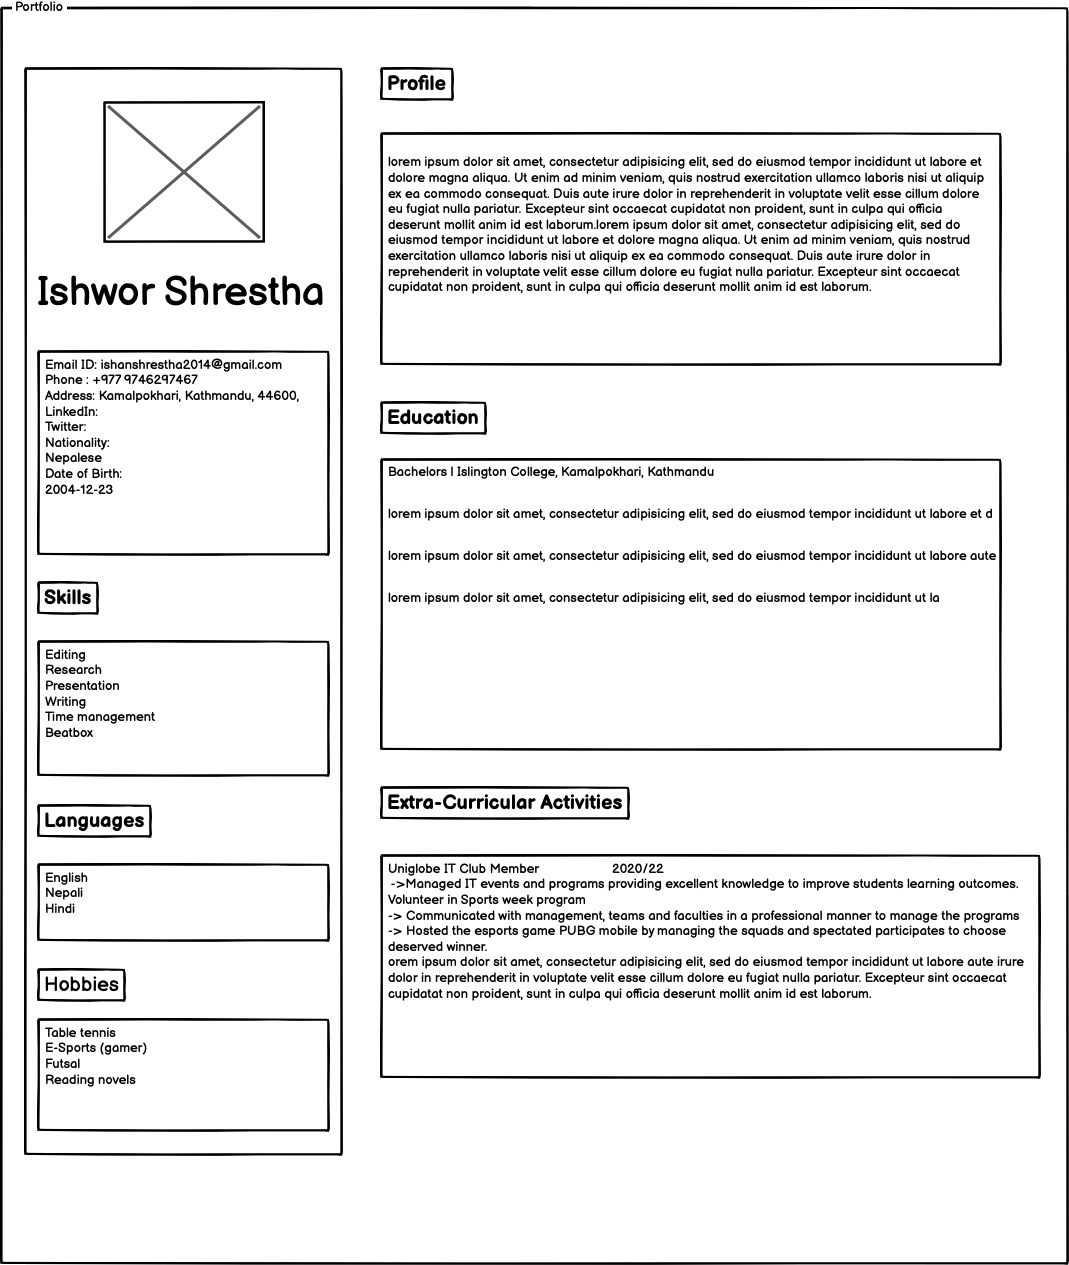 Portfolio
Ishwor Shrestha
Email ID: ishanshrestha2014@gmail.com
Phone : +977 9746297467
Address: Kamalpokhari, Kathmandu, 44600,
LinkedIn:
Twitter:
Nationality:
Nepalese
Date of Birth:
2004-12-23
Skills
Editing
Research
Presentation
Writing
Time management
Beatbox
Languages
English
Nepali
Hindi
Hobbies
Table tennis
E-Sports (gamer)
Futsal
Reading novels
Profile
lorem ipsum dolor sit amet, consectetur adipisicing elit, sed do eiusmod tempor incididunt ut labore et
dolore magna aliqua. Ut enim ad minim veniam, quis nostrud exercitation ullamco laboris nisi ut aliquip
ex ea commodo consequat. Duis aute irure dolor in reprehenderit in voluptate velit esse cillum dolore
eu fugiat nulla pariatur. Excepteur sint occaecat cupidatat non proident, sunt in culpa qui officia
deserunt mollit anim id est laborum.lorem ipsum dolor sit amet, consectetur adipisicing elit, sed do
eiusmod tempor incididunt ut labore et dolore magna aliqua. Ut enim ad minim veniam, quis nostrud
exercitation ullamco laboris nisi ut aliquip ex ea commodo consequat. Duis aute irure dolor in
reprehenderit in voluptate velit esse cillum dolore eu fugiat nulla pariatur. Excepteur sint occaecat
cupidatat non proident, sunt in culpa qui officia deserunt mollit anim id est laborum.
Education
Bachelors I Islington College, Kamalpokhari, Kathmandu
lorem ipsum dolor sit amet, consectetur adipisicing elit, sed do eiusmod tempor incididunt ut labore et d
lorem ipsum dolor sit amet, consectetur adipisicing elit, sed do eiusmod tempor incididunt ut labore aute
lorem ipsum dolor sit amet, consectetur adipisicing elit, sed do eiusmod tempor incididunt ut la
Extra-Curricular Activities
Uniglobe IT Club Member 2020/22
->Managed IT events and programs providing excellent knowledge to improve students learning outcomes.
Volunteer in Sports week program
-> Communicated with management, teams and faculties in a professional manner to manage the programs
-> Hosted the esports game PUBG mobile by managing the squads and spectated participates to choose
deserved winner.
orem ipsum dolor sit amet, consectetur adipisicing elit, sed do eiusmod tempor incididunt ut labore aute irure
dolor in reprehenderit in voluptate velit esse cillum dolore eu fugiat nulla pariatur. Excepteur sint occaecat
cupidatat non proident, sunt in culpa qui officia deserunt mollit anim id est laborum.